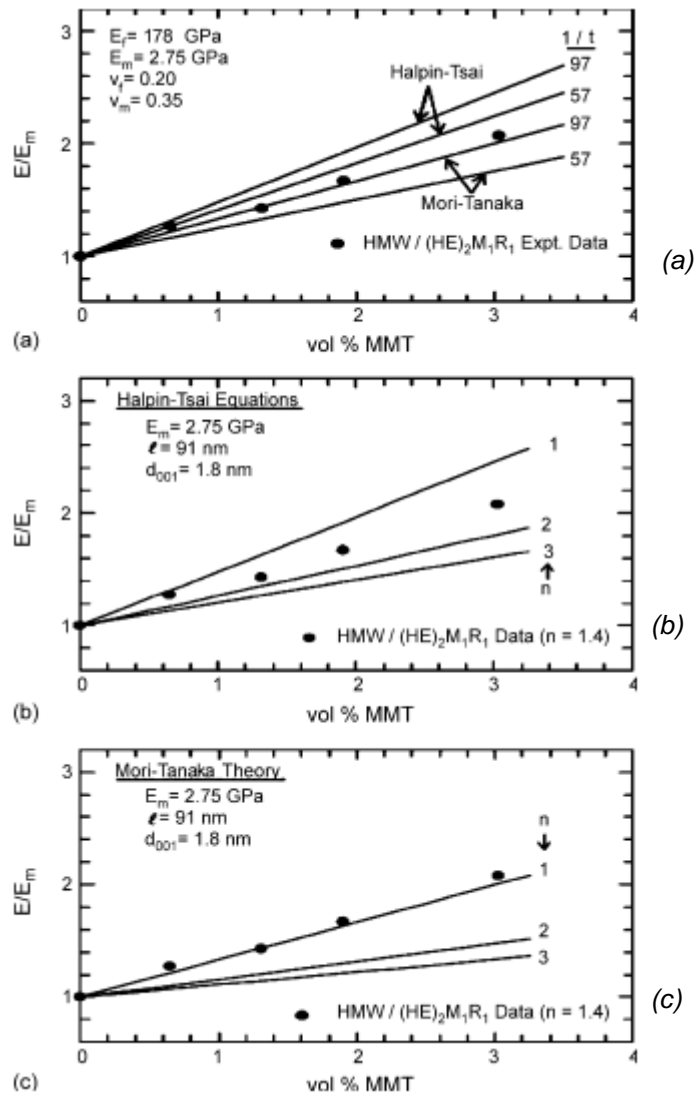 3
E_f = 178 GPa
E_m = 2.75 GPa
ν_f = 0.20
ν_m = 0.35
1 / t
Halpin-Tsai
97
57
97
57
2
E/E_m
Mori-Tanaka
1
HMW / (HE)₂M₁R₁ Expt. Data
(a)
0 1 2 3 4
(a)
vol % MMT
3
Halpin-Tsai Equations
E_m = 2.75 GPa
ℓ = 91 nm
d₀₀₁ = 1.8 nm
1
2
E/E_m
2
3
n
1
HMW / (HE)₂M₁R₁ Data (n = 1.4)
(b)
0 1 2 3 4
(b)
vol % MMT
3
Mori-Tanaka Theory
E_m = 2.75 GPa
ℓ = 91 nm
d₀₀₁ = 1.8 nm
n
1
2
E/E_m
2
3
1
HMW / (HE)₂M₁R₁ Data (n = 1.4)
(c)
0 1 2 3 4
(c)
vol % MMT